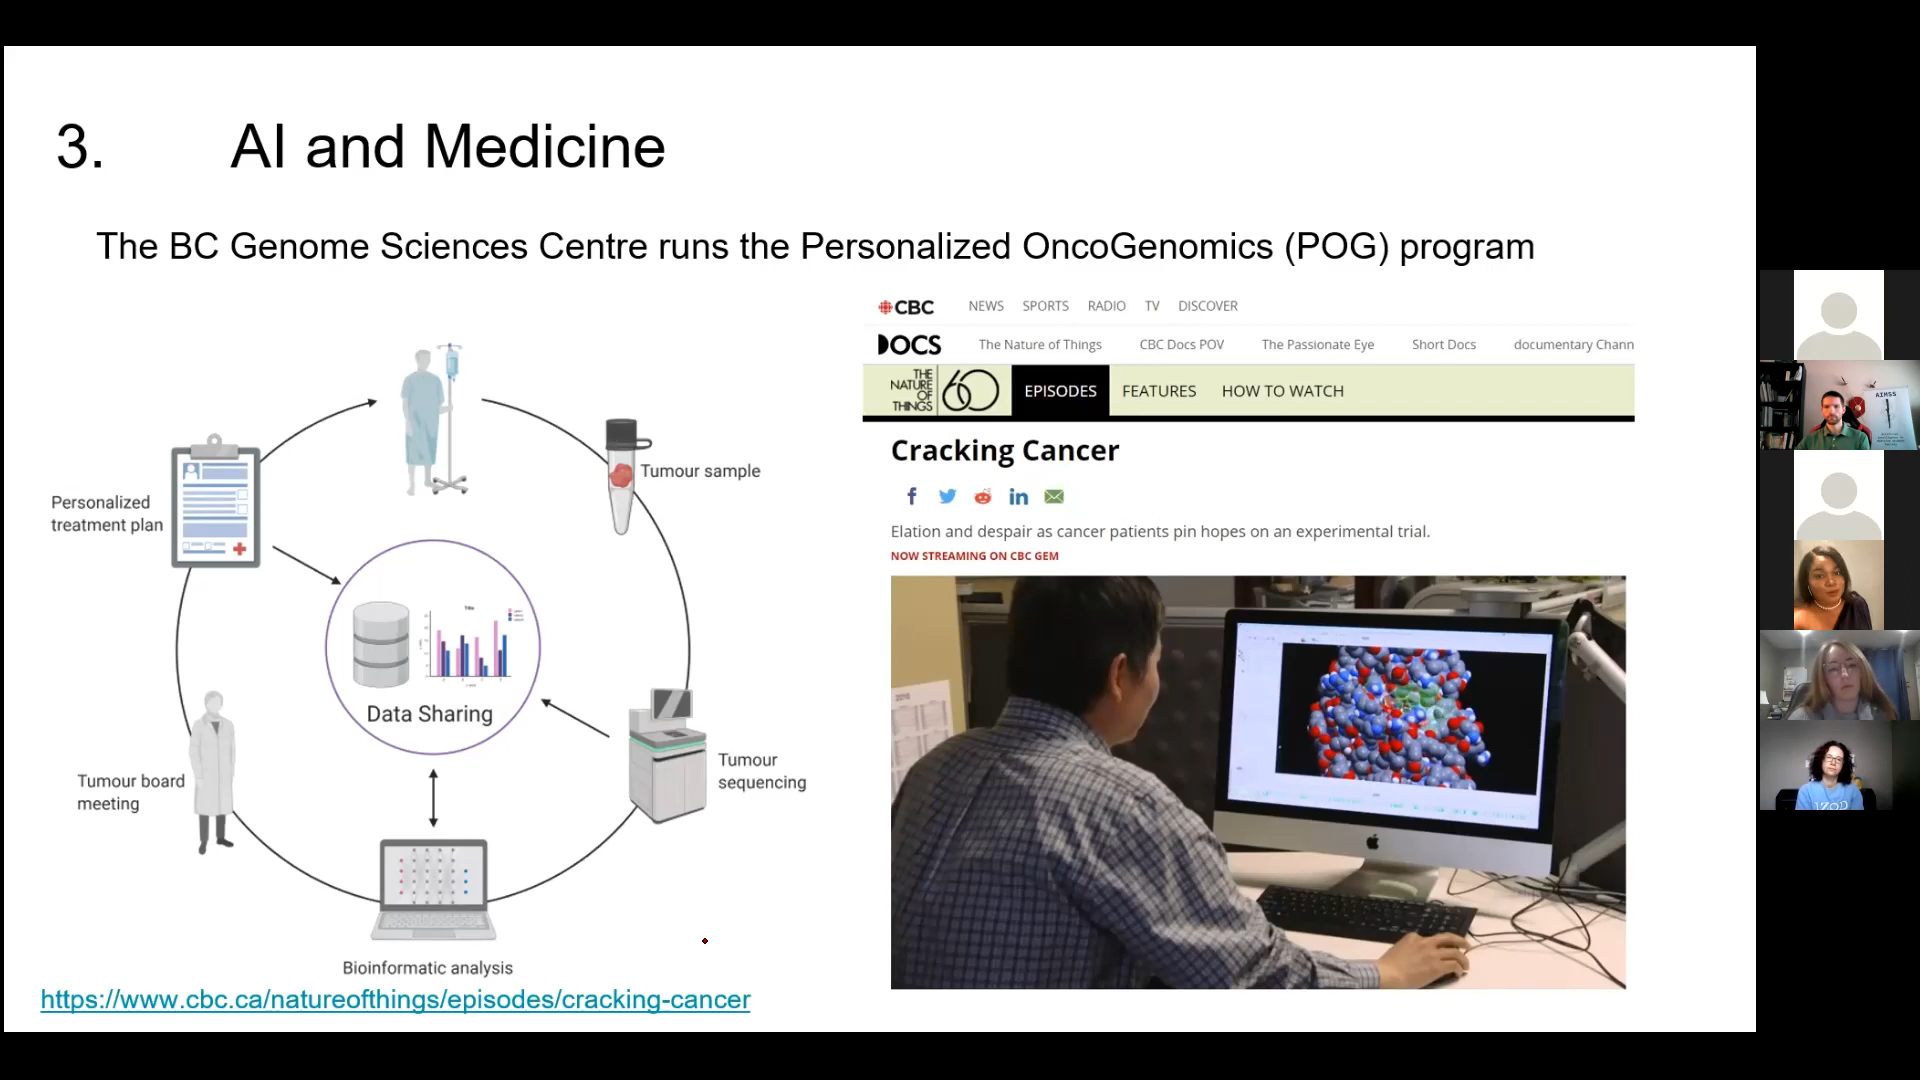 3. AI and Medicine
The BC Genome Sciences Centre runs the Personalized OncoGenomics (POG) program
Tumour sample
Personalized
treatment plan
Title
Data Sharing
Tumour
sequencing
Tumour board
meeting
Bioinformatic analysis
https://www.cbc.ca/natureofthings/episodes/cracking-cancer
CBC NEWS SPORTS RADIO TV DISCOVER
DOCS The Nature of Things CBC Docs POV The Passionate Eye Short Docs documentary Chann
THE
NATURE
OF
THINGS
60 EPISODES FEATURES HOW TO WATCH
Cracking Cancer
Elation and despair as cancer patients pin hopes on an experimental trial.
NOW STREAMING ON CBC GEM
AIMSS
IZOD